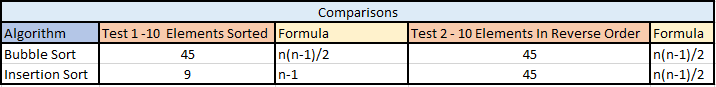 Comparisons
Algorithm Test 1 -10 Elements Sorted Formula Test 2 - 10 Elements In Reverse Order Formula
Bubble Sort 45 n(n-1)/2 45 n(n-1)/2
Insertion Sort 9 n-1 45 n(n-1)/2